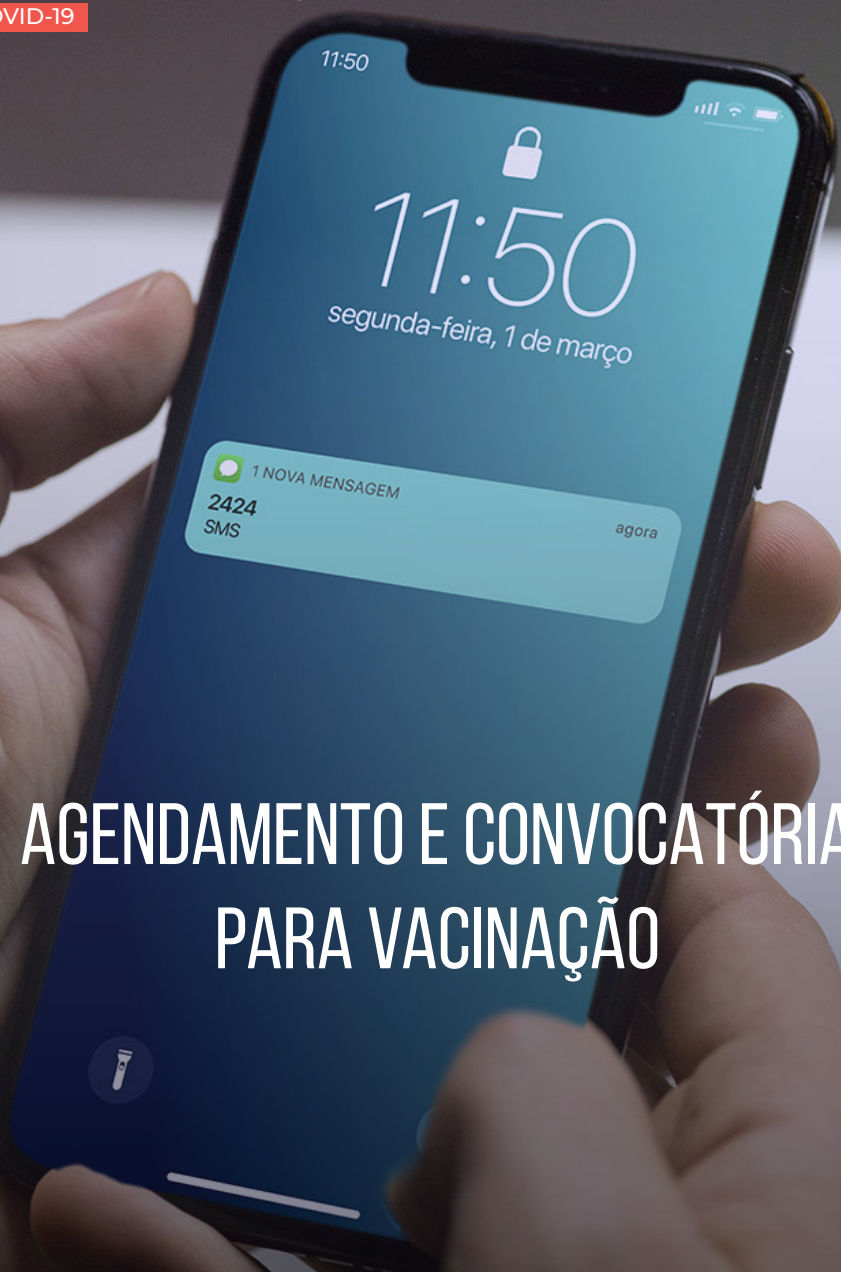 OVID-19
11:50
11:50
segunda-feira, 1 de março
1 NOVA MENSAGEM
agora
2424
SMS
AGENDAMENTO E CONVOCATÓRIA
PARA VACINAÇÃO